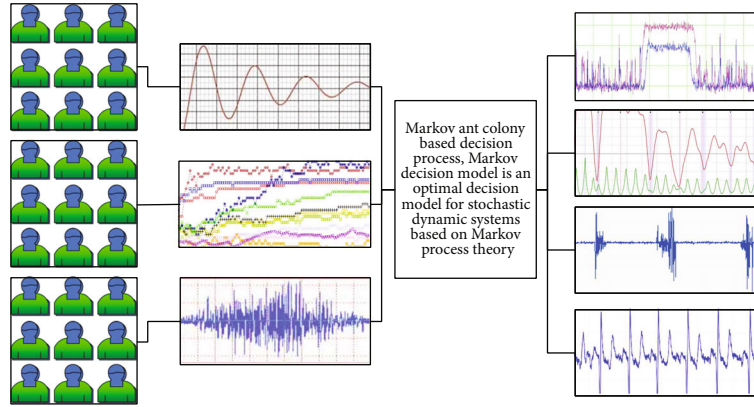 Markov ant colony
based decision
process, Markov
decision model is an
optimal decision
model for stochastic
dynamic systems
based on Markov
process theory